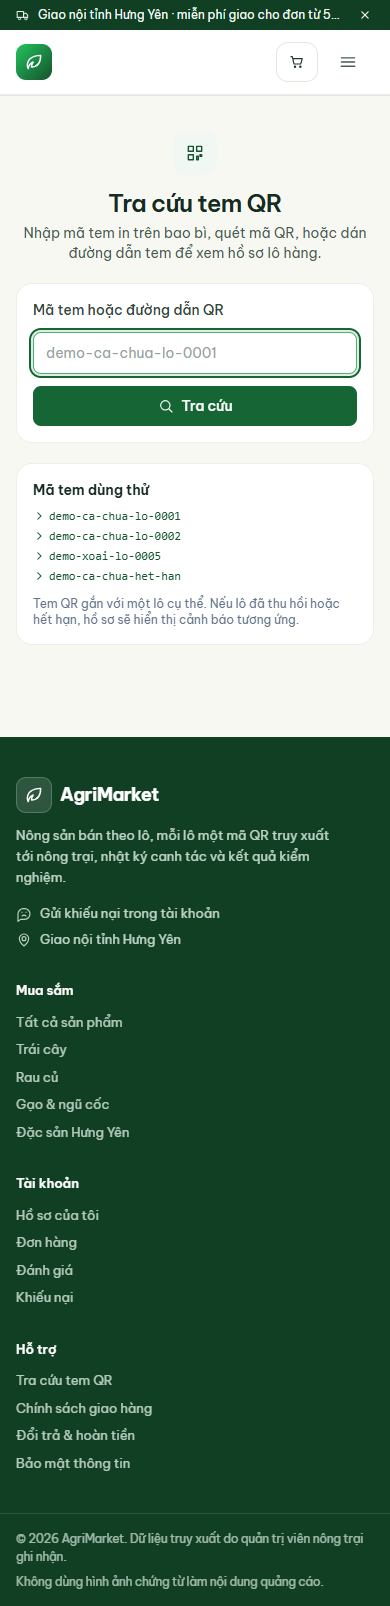 Giao nội tỉnh Hưng Yên · miễn phí giao cho đơn từ 5...
Tra cứu tem QR
Nhập mã tem in trên bao bì, quét mã QR, hoặc dán
đường dẫn tem để xem hồ sơ lô hàng.
Mã tem hoặc đường dẫn QR
demo-ca-chua-lo-0001
Tra cứu
Mã tem dùng thử
demo-ca-chua-lo-0001
demo-ca-chua-lo-0002
demo-xoai-lo-0005
demo-ca-chua-het-han
Tem QR gắn với một lô cụ thể. Nếu lô đã thu hồi hoặc
hết hạn, hồ sơ sẽ hiển thị cảnh báo tương ứng.
AgriMarket
Nông sản bán theo lô, mỗi lô một mã QR truy xuất
tới nông trại, nhật ký canh tác và kết quả kiểm
nghiệm.
Gửi khiếu nại trong tài khoản
Giao nội tỉnh Hưng Yên
Mua sắm
Tất cả sản phẩm
Trái cây
Rau củ
Gạo & ngũ cốc
Đặc sản Hưng Yên
Tài khoản
Hồ sơ của tôi
Đơn hàng
Đánh giá
Khiếu nại
Hỗ trợ
Tra cứu tem QR
Chính sách giao hàng
Đổi trả & hoàn tiền
Bảo mật thông tin
© 2026 AgriMarket. Dữ liệu truy xuất do quản trị viên nông trại
ghi nhận.
Không dùng hình ảnh chứng từ làm nội dung quảng cáo.